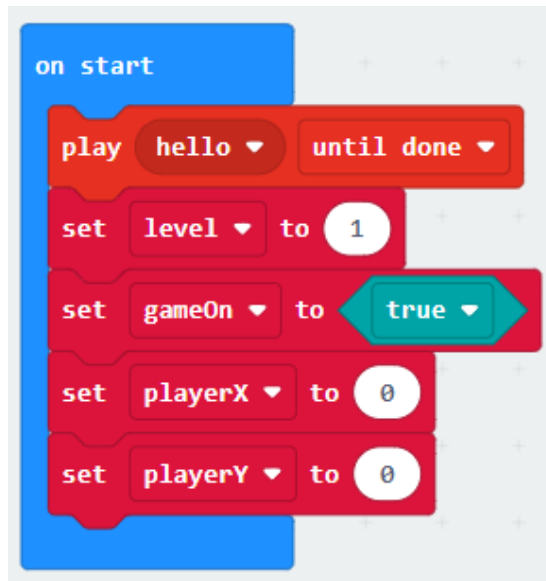 on start
play hello until done
set level to 1
set gameOn to true
set playerX to 0
set playerY to 0